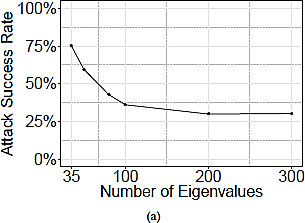 Attack Success Rate
100%
75%
50%
25%
0%
35 100 200 300
Number of Eigenvalues
(a)